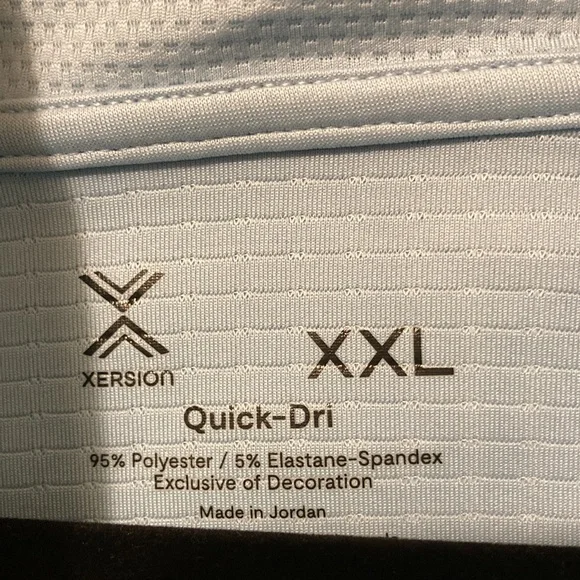 XERSION
XXL
Quick-Dri
95% Polyester / 5% Elastane-Spandex
Exclusive of Decoration
Made in Jordan